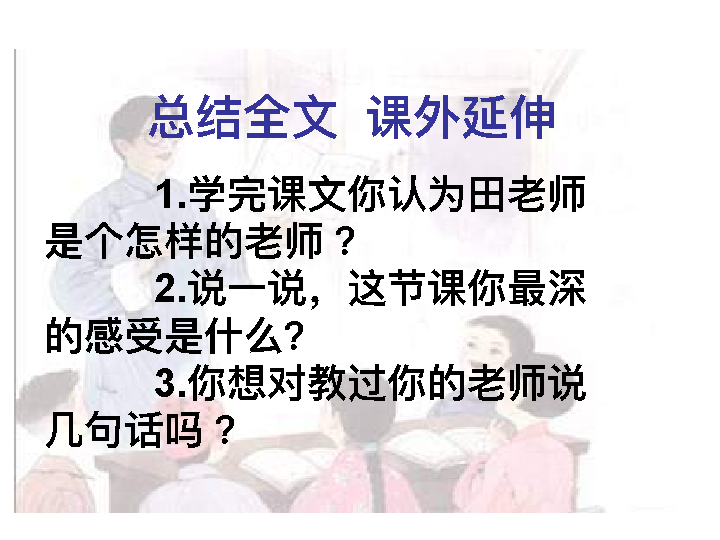 总结全文 课外延伸
1.学完课文你认为田老师
是个怎样的老师？
2.说一说，这节课你最深
的感受是什么?
3.你想对教过你的老师说
几句话吗？